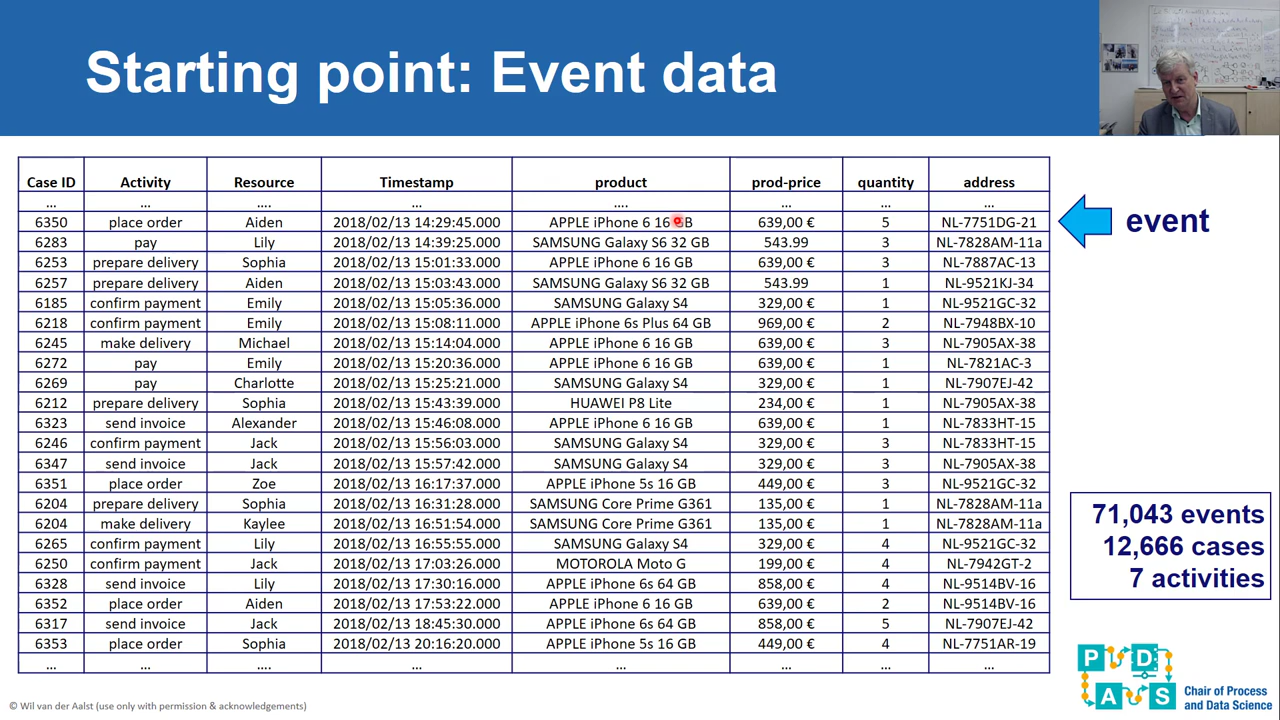 Starting point: Event data
Case ID Activity Resource Timestamp product prod-price quantity address
... ... .... ... .... ... ... ...
6350 place order Aiden 2018/02/13 14:29:45.000 APPLE iPhone 6 16 GB 639,00 € 5 NL-7751DG-21
6283 pay Lily 2018/02/13 14:39:25.000 SAMSUNG Galaxy S6 32 GB 543.99 3 NL-7828AM-11a
6253 prepare delivery Sophia 2018/02/13 15:01:33.000 APPLE iPhone 6 16 GB 639,00 € 3 NL-7887AC-13
6257 prepare delivery Aiden 2018/02/13 15:03:43.000 SAMSUNG Galaxy S6 32 GB 543.99 1 NL-9521KJ-34
6185 confirm payment Emily 2018/02/13 15:05:36.000 SAMSUNG Galaxy S4 329,00 € 1 NL-9521GC-32
6218 confirm payment Emily 2018/02/13 15:08:11.000 APPLE iPhone 6s Plus 64 GB 969,00 € 2 NL-7948BX-10
6245 make delivery Michael 2018/02/13 15:14:04.000 APPLE iPhone 6 16 GB 639,00 € 3 NL-7905AX-38
6272 pay Emily 2018/02/13 15:20:36.000 APPLE iPhone 6 16 GB 639,00 € 1 NL-7821AC-3
6269 pay Charlotte 2018/02/13 15:25:21.000 SAMSUNG Galaxy S4 329,00 € 1 NL-7907EJ-42
6212 prepare delivery Sophia 2018/02/13 15:43:39.000 HUAWEI P8 Lite 234,00 € 1 NL-7905AX-38
6323 send invoice Alexander 2018/02/13 15:46:08.000 APPLE iPhone 6 16 GB 639,00 € 1 NL-7833HT-15
6246 confirm payment Jack 2018/02/13 15:56:03.000 SAMSUNG Galaxy S4 329,00 € 3 NL-7833HT-15
6347 send invoice Jack 2018/02/13 15:57:42.000 SAMSUNG Galaxy S4 329,00 € 3 NL-7905AX-38
6351 place order Zoe 2018/02/13 16:17:37.000 APPLE iPhone 5s 16 GB 449,00 € 3 NL-9521GC-32
6204 prepare delivery Sophia 2018/02/13 16:31:28.000 SAMSUNG Core Prime G361 135,00 € 1 NL-7828AM-11a
6204 make delivery Kaylee 2018/02/13 16:51:54.000 SAMSUNG Core Prime G361 135,00 € 1 NL-7828AM-11a
6265 confirm payment Lily 2018/02/13 16:55:55.000 SAMSUNG Galaxy S4 329,00 € 4 NL-9521GC-32
6250 confirm payment Jack 2018/02/13 17:03:26.000 MOTOROLA Moto G 199,00 € 4 NL-7942GT-2
6328 send invoice Lily 2018/02/13 17:30:16.000 APPLE iPhone 6s 64 GB 858,00 € 4 NL-9514BV-16
6352 place order Aiden 2018/02/13 17:53:22.000 APPLE iPhone 6 16 GB 639,00 € 2 NL-9514BV-16
6317 send invoice Jack 2018/02/13 18:45:30.000 APPLE iPhone 6s 64 GB 858,00 € 5 NL-7907EJ-42
6353 place order Sophia 2018/02/13 20:16:20.000 APPLE iPhone 5s 16 GB 449,00 € 4 NL-7751AR-19
... ... .... ... ... ... ... ...
event
71,043 events
12,666 cases
7 activities
P D
A S
Chair of Process
and Data Science
© Wil van der Aalst (use only with permission & acknowledgements)